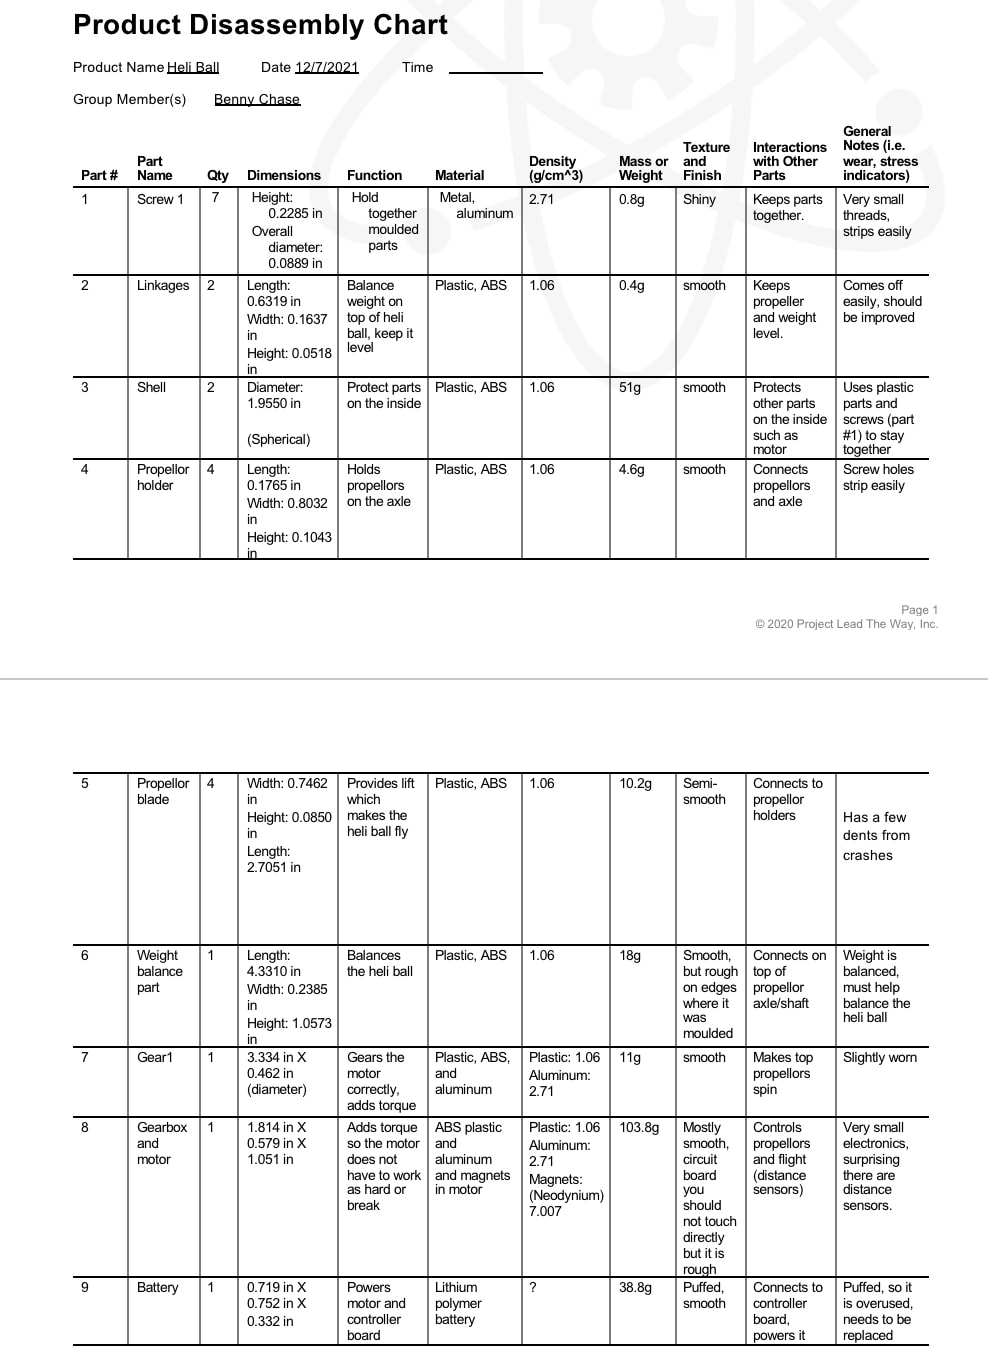 Product Disassembly Chart
Product Name Heli Ball Date 12/7/2021 Time
Group Member(s) Benny Chase
Part # Part Name Qty Dimensions Function Material Density (g/cm^3) Mass or Weight Texture and Finish Interactions with Other Parts General Notes (i.e. wear, stress indicators)
1 Screw 1 7 Height: 0.2285 in Overall diameter: 0.0889 in Hold together moulded parts Metal, aluminum 2.71 0.8g Shiny Keeps parts together. Very small threads, strips easily
2 Linkages 2 Length: 0.6319 in Width: 0.1637 in Height: 0.0518 in Balance weight on top of heli ball, keep it level Plastic, ABS 1.06 0.4g smooth Keeps propeller and weight level. Comes off easily, should be improved
3 Shell 2 Diameter: 1.9550 in (Spherical) Protect parts on the inside Plastic, ABS 1.06 51g smooth Protects other parts on the inside such as motor Uses plastic parts and screws (part #1) to stay together
4 Propellor holder 4 Length: 0.1765 in Width: 0.8032 in Height: 0.1043 in Holds propellors on the axle Plastic, ABS 1.06 4.6g smooth Connects propellors and axle Screw holes strip easily
Page 1
© 2020 Project Lead The Way, Inc.
5 Propellor blade 4 Width: 0.7462 in Height: 0.0850 in Length: 2.7051 in Provides lift which makes the heli ball fly Plastic, ABS 1.06 10.2g Semi-smooth Connects to propellor holders Has a few dents from crashes
6 Weight balance part 1 Length: 4.3310 in Width: 0.2385 in Height: 1.0573 in Balances the heli ball Plastic, ABS 1.06 18g Smooth, but rough on edges where it was moulded Connects on top of propellor axle/shaft Weight is balanced, must help balance the heli ball
7 Gear1 1 3.334 in X 0.462 in (diameter) Gears the motor correctly, adds torque Plastic, ABS, and aluminum Plastic: 1.06 Aluminum: 2.71 11g smooth Makes top propellors spin Slightly worn
8 Gearbox and motor 1 1.814 in X 0.579 in X 1.051 in Adds torque so the motor does not have to work as hard or break ABS plastic and aluminum and magnets in motor Plastic: 1.06 Aluminum: 2.71 Magnets: (Neodynium) 7.007 103.8g Mostly smooth, circuit board you should not touch directly but it is rough Controls propellors and flight (distance sensors) Very small electronics, surprising there are distance sensors.
9 Battery 1 0.719 in X 0.752 in X 0.332 in Powers motor and controller board Lithium polymer battery ? 38.8g Puffed, smooth Connects to controller board, powers it Puffed, so it is overused, needs to be replaced